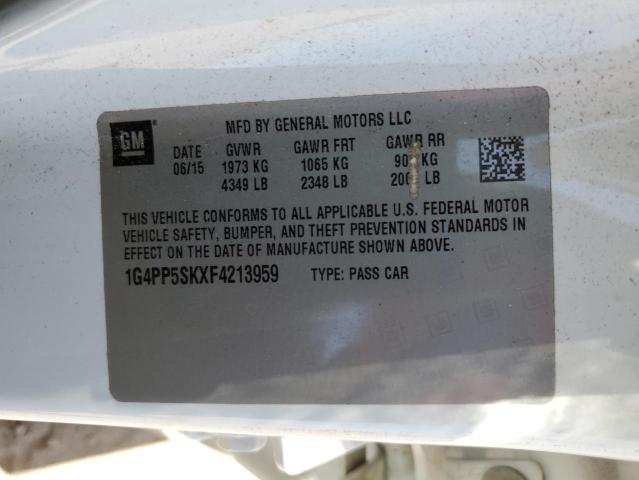 GM
MFD BY GENERAL MOTORS LLC
DATE GVWR GAWR FRT GAWR RR
06/15 1973 KG 1065 KG KG
4349 LB 2348 LB LB
THIS VEHICLE CONFORMS TO ALL APPLICABLE U.S. FEDERAL MOTOR
VEHICLE SAFETY, BUMPER, AND THEFT PREVENTION STANDARDS IN
EFFECT ON THE DATE OF MANUFACTURE SHOWN ABOVE.
1G4PP5SKXF4213959 TYPE: PASS CAR